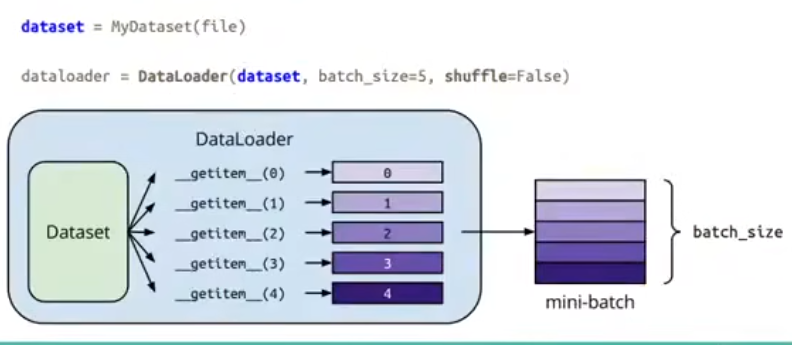 dataset = MyDataset(file)
dataloader = DataLoader(dataset, batch_size=5, shuffle=False)
DataLoader
Dataset
__getitem__(0)
0
__getitem__(1)
1
__getitem__(2)
2
__getitem__(3)
3
__getitem__(4)
4
mini-batch
batch_size